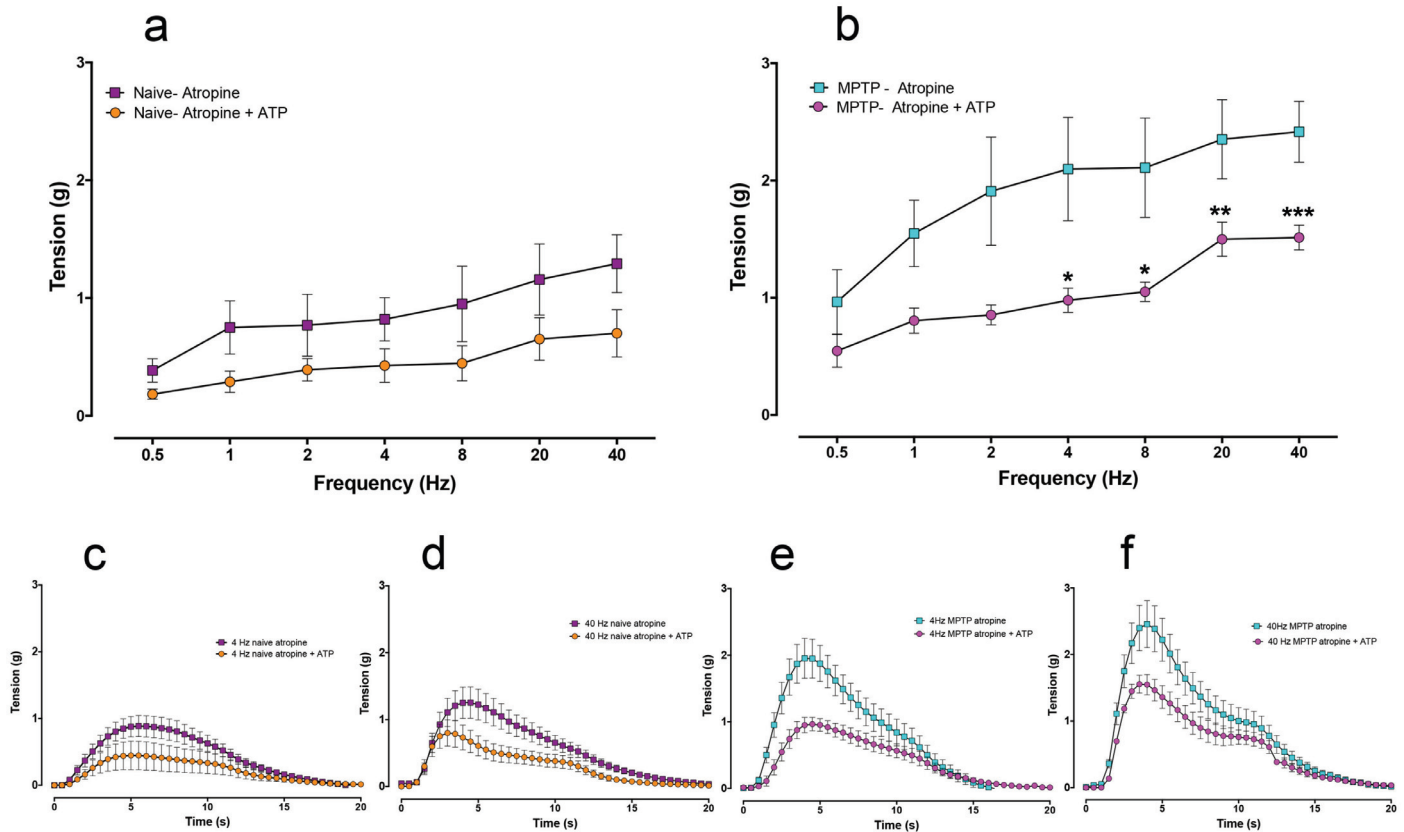 a
3
2
1
0
Tension (g)
Naive- Atropine
Naive- Atropine + ATP
0.5 1 2 4 8 20 40
Frequency (Hz)
b
3
2
1
0
Tension (g)
MPTP - Atropine
MPTP- Atropine + ATP
* * ** ***
0.5 1 2 4 8 20 40
Frequency (Hz)
c
3
2
1
0
Tension (g)
4 Hz naive atropine
4 Hz naive atropine + ATP
0 5 10 15 20
Time (s)
d
3
2
1
0
Tension (g)
40 Hz naive atropine
40 Hz naive atropine + ATP
0 5 10 15 20
Time (s)
e
3
2
1
0
Tension (g)
4Hz MPTP atropine
4Hz MPTP atropine + ATP
0 5 10 15 20
Time (s)
f
3
2
1
0
Tension (g)
40Hz MPTP atropine
40 Hz MPTP atropine + ATP
0 5 10 15 20
Time (s)